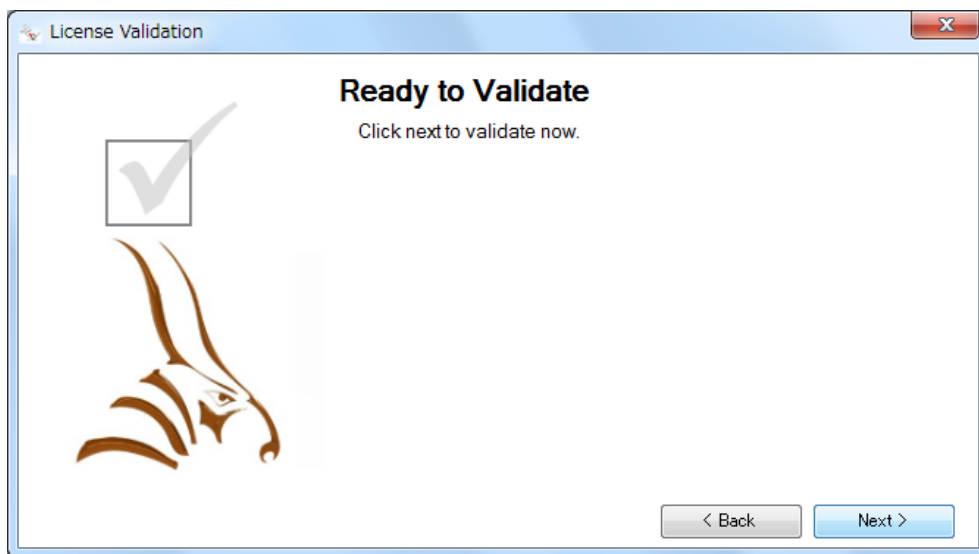 License Validation
Ready to Validate
Click next to validate now.
< Back
Next >